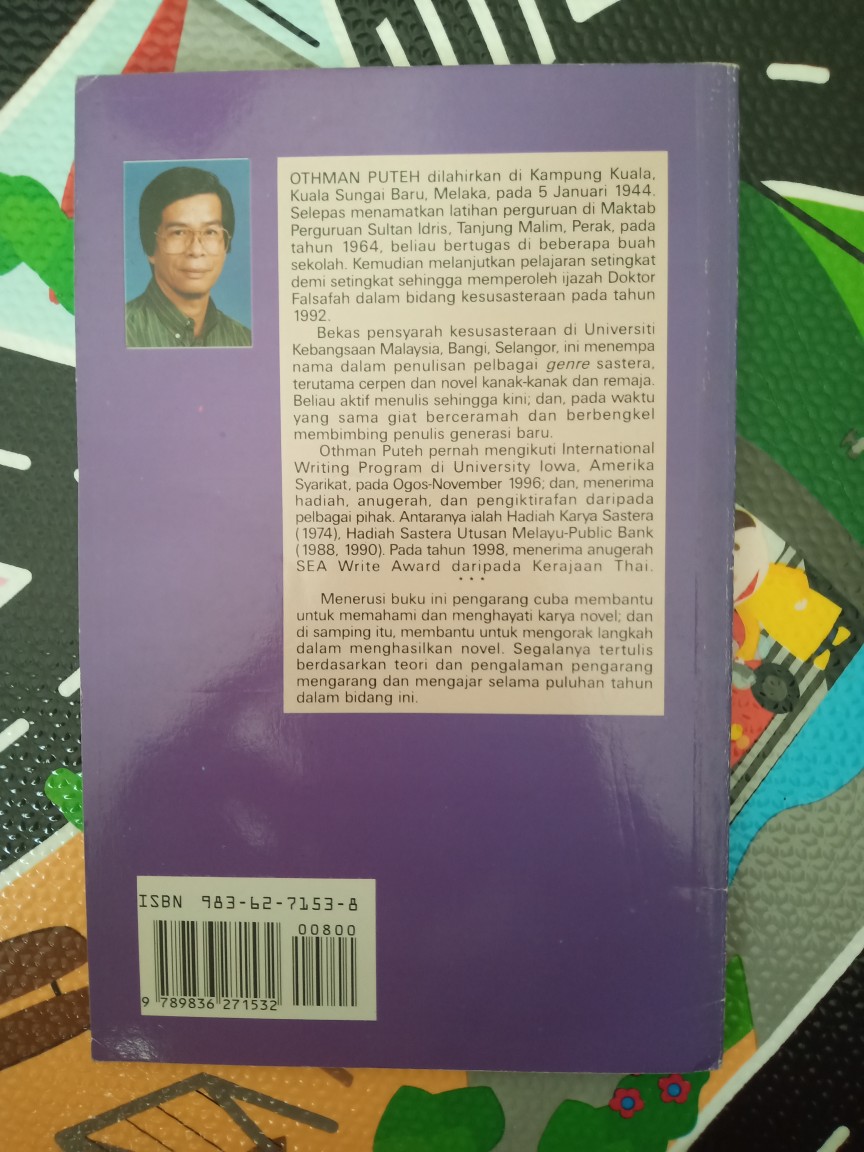 OTHMAN PUTEH dilahirkan di Kampung Kuala,
Kuala Sungai Baru, Melaka, pada 5 Januari 1944.
Selepas menamatkan latihan perguruan di Maktab
Perguruan Sultan Idris, Tanjung Malim, Perak, pada
tahun 1964, beliau bertugas di beberapa buah
sekolah. Kemudian melanjutkan pelajaran setingkat
demi setingkat sehingga memperoleh ijazah Doktor
Falsafah dalam bidang kesusasteraan pada tahun
1992.
Bekas pensyarah kesusasteraan di Universiti
Kebangsaan Malaysia, Bangi, Selangor, ini menempa
nama dalam penulisan pelbagai genre sastera,
terutama cerpen dan novel kanak-kanak dan remaja.
Beliau aktif menulis sehingga kini; dan, pada waktu
yang sama giat berceramah dan berbengkel
membimbing penulis generasi baru.
Othman Puteh pernah mengikuti International
Writing Program di University Iowa, Amerika
Syarikat, pada Ogos-November 1996; dan, menerima
hadiah, anugerah, dan pengiktirafan daripada
pelbagai pihak. Antaranya ialah Hadiah Karya Sastera
(1974), Hadiah Sastera Utusan Melayu-Public Bank
(1988, 1990). Pada tahun 1998, menerima anugerah
SEA Write Award daripada Kerajaan Thai.
* * *
Menerusi buku ini pengarang cuba membantu
untuk memahami dan menghayati karya novel; dan
di samping itu, membantu untuk mengorak langkah
dalam menghasilkan novel. Segalanya tertulis
berdasarkan teori dan pengalaman pengarang
mengarang dan mengajar selama puluhan tahun
dalam bidang ini.
ISBN 983-62-7153-8
00800
9 789836 271532